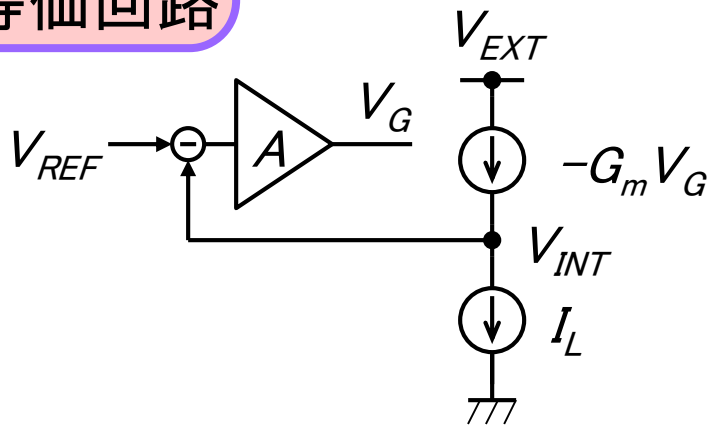 等価回路
V_EXT
V_REF
−
A
V_G
−G_m V_G
V_INT
I_L